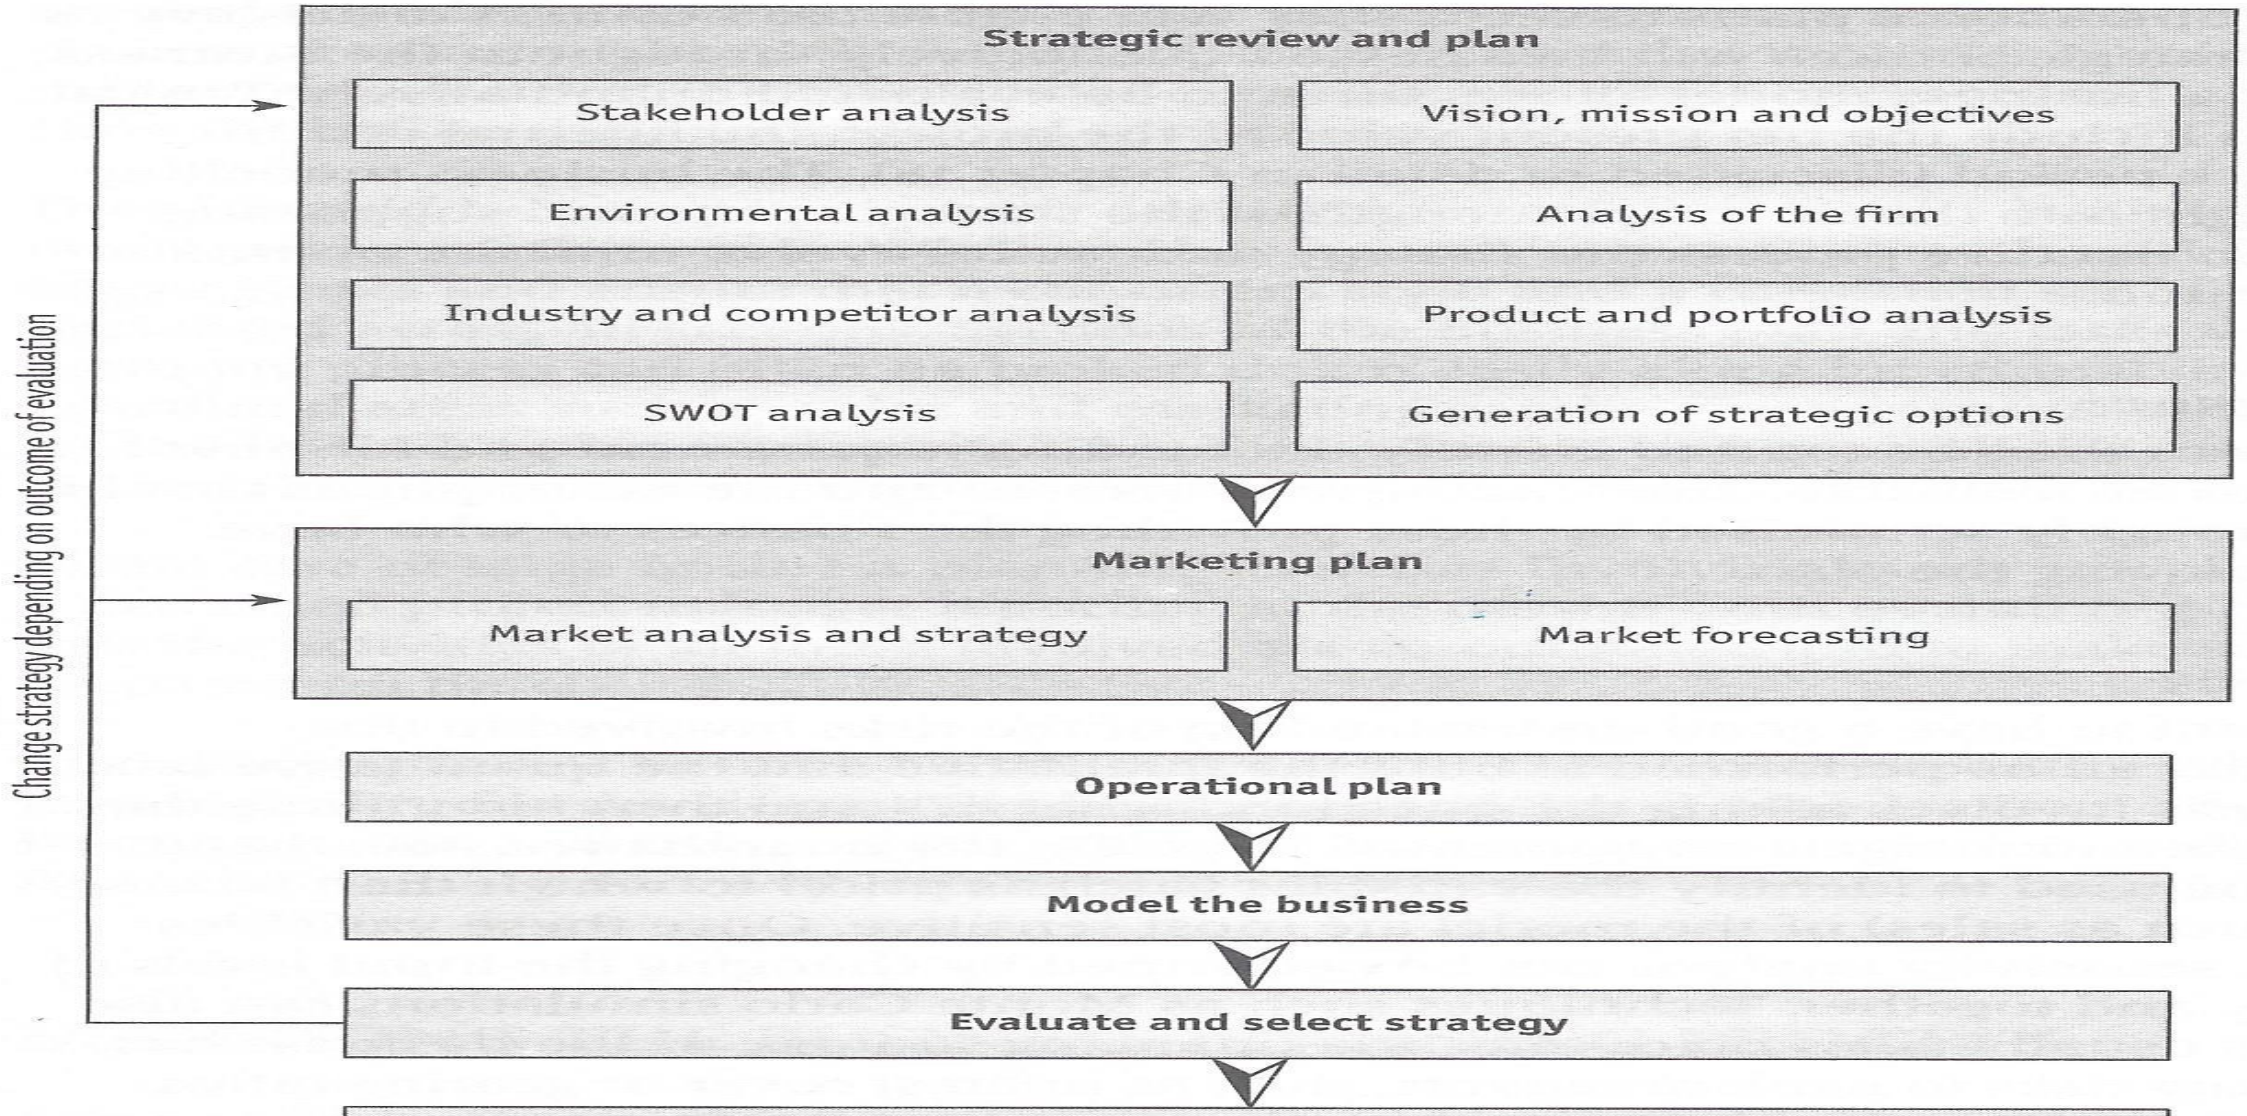 Strategic review and plan
Stakeholder analysis
Vision, mission and objectives
Environmental analysis
Analysis of the firm
Industry and competitor analysis
Product and portfolio analysis
SWOT analysis
Generation of strategic options
Marketing plan
Market analysis and strategy
Market forecasting
Operational plan
Model the business
Evaluate and select strategy
Change strategy depending on outcome of evaluation